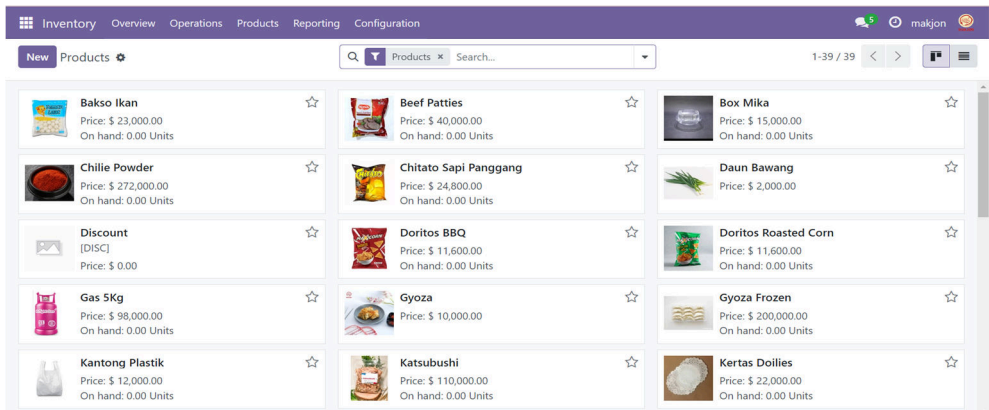 Inventory Overview Operations Products Reporting Configuration 5 makjon
New Products Products × Search... 1-39 / 39
Bakso Ikan
Price: $ 23,000.00
On hand: 0.00 Units
Beef Patties
Price: $ 40,000.00
On hand: 0.00 Units
Box Mika
Price: $ 15,000.00
On hand: 0.00 Units
Chilie Powder
Price: $ 272,000.00
On hand: 0.00 Units
Chitato Sapi Panggang
Price: $ 24,800.00
On hand: 0.00 Units
Daun Bawang
Price: $ 2,000.00
Discount
[DISC]
Price: $ 0.00
Doritos BBQ
Price: $ 11,600.00
On hand: 0.00 Units
Doritos Roasted Corn
Price: $ 11,600.00
On hand: 0.00 Units
Gas 5Kg
Price: $ 98,000.00
On hand: 0.00 Units
Gyoza
Price: $ 10,000.00
Gyoza Frozen
Price: $ 200,000.00
On hand: 0.00 Units
Kantong Plastik
Price: $ 12,000.00
On hand: 0.00 Units
Katsubushi
Price: $ 110,000.00
On hand: 0.00 Units
Kertas Doilies
Price: $ 22,000.00
On hand: 0.00 Units